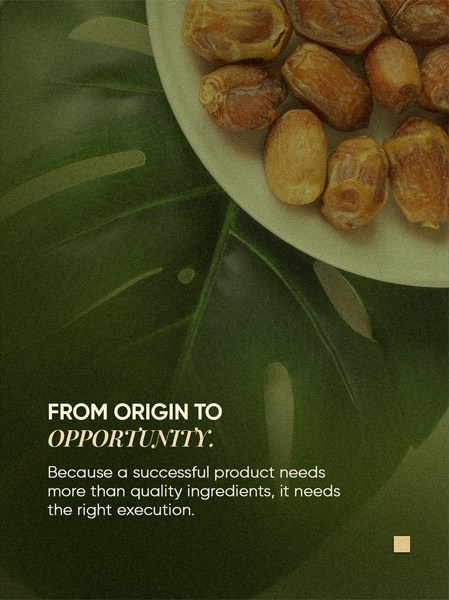 FROM ORIGIN TO
OPPORTUNITY.
Because a successful product needs
more than quality ingredients, it needs
the right execution.